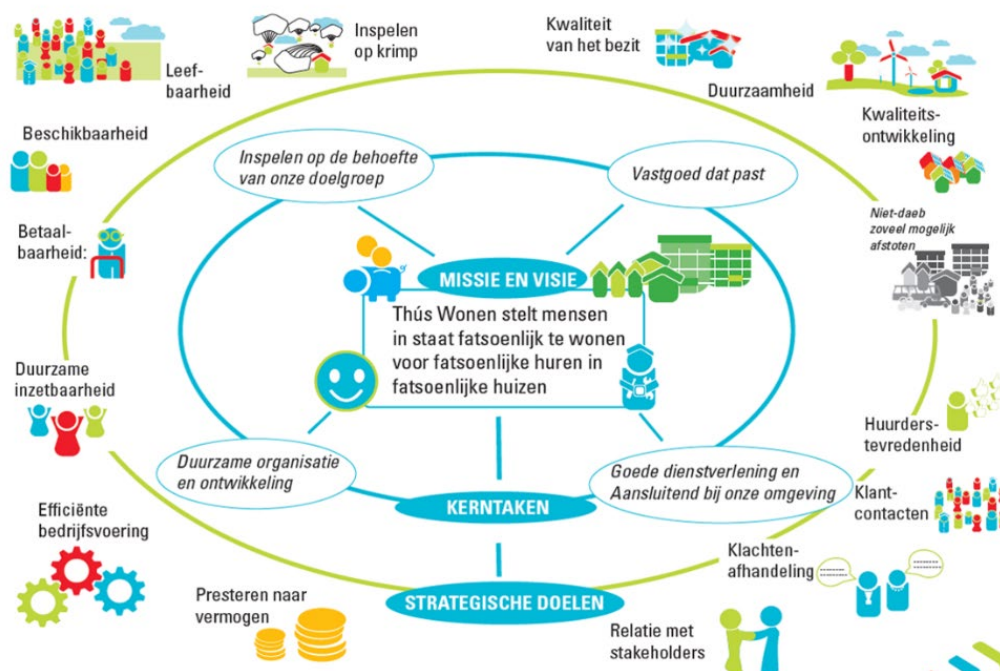 Leef-
baarheid
Inspelen
op krimp
Kwaliteit
van het bezit
Duurzaamheid
Kwaliteits-
ontwikkeling
Beschikbaarheid
Inspelen op de behoefte
van onze doelgroep
Vastgoed dat past
Niet-daeb
zoveel mogelijk
afstoten
Betaal-
baarheid:
MISSIE EN VISIE
Thús Wonen stelt mensen
in staat fatsoenlijk te wonen
voor fatsoenlijke huren in
fatsoenlijke huizen
Duurzame
inzetbaarheid
Huurders-
tevredenheid
Duurzame organisatie
en ontwikkeling
Goede dienstverlening en
Aansluitend bij onze omgeving
Klant-
contacten
KERNTAKEN
Efficiënte
bedrijfsvoering
Klachten-
afhandeling
Presteren naar
vermogen
STRATEGISCHE DOELEN
Relatie met
stakeholders